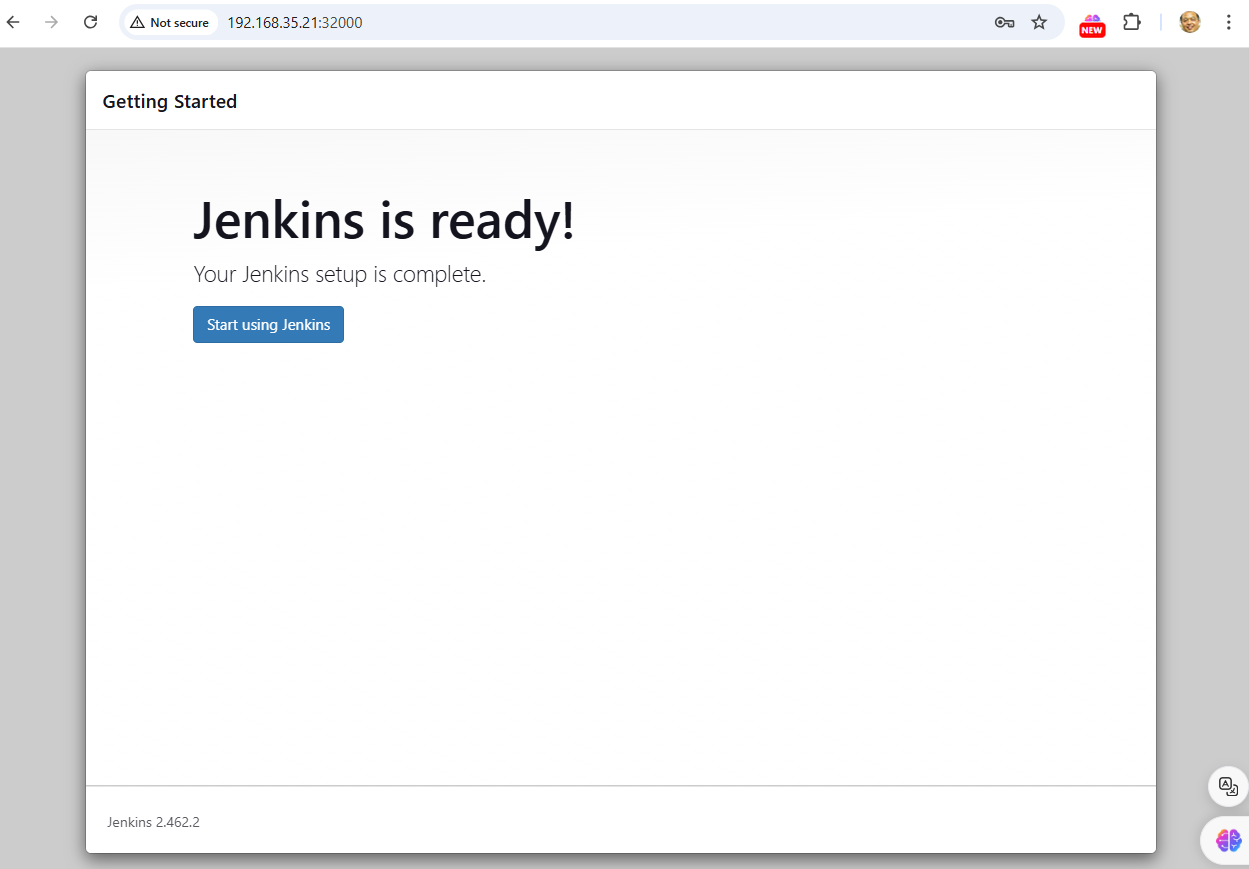 Not secure
192.168.35.21:32000
NEW
Getting Started
Jenkins is ready!
Your Jenkins setup is complete.
Start using Jenkins
Jenkins 2.462.2